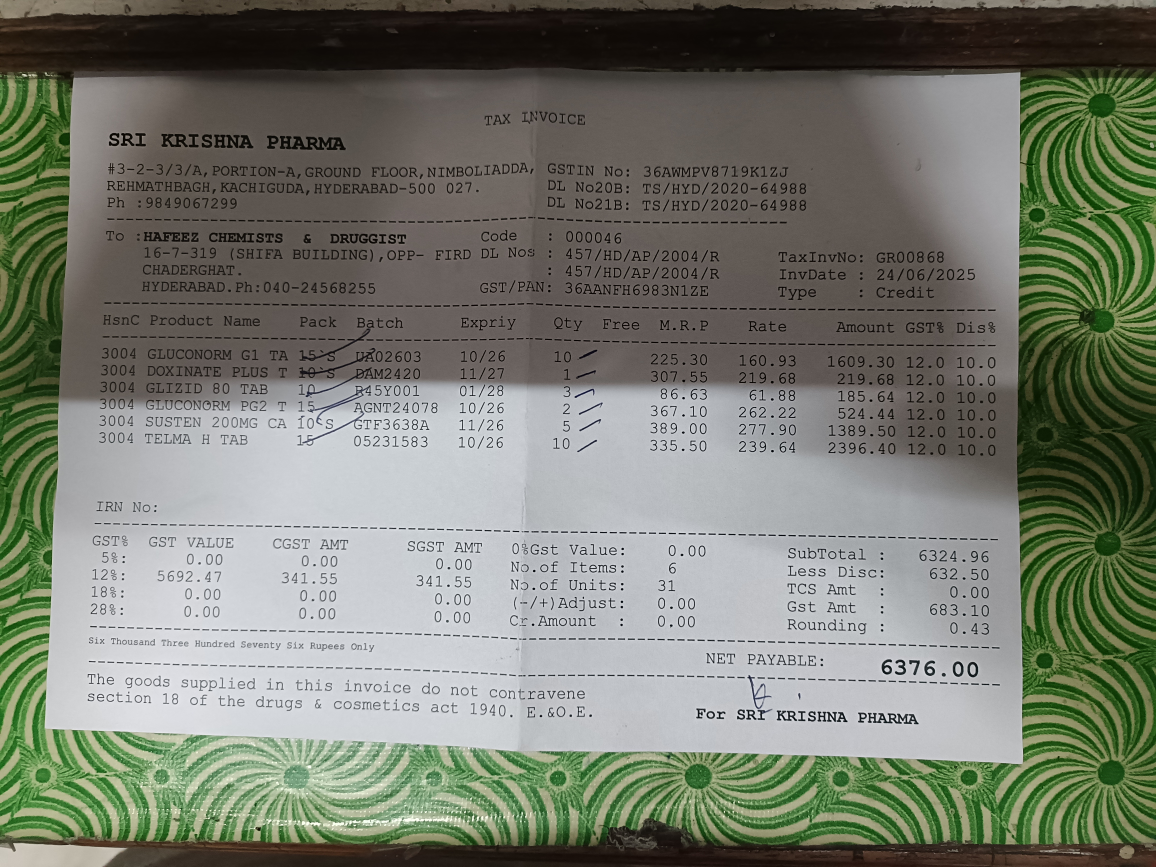 TAX INVOICE
SRI KRISHNA PHARMA
#3-2-3/3/A,PORTION-A,GROUND FLOOR,NIMBOLIADDA, GSTIN No: 36AWMPV8719K1ZJ
REHMATHBAGH,KACHIGUDA,HYDERABAD-500 027. DL No20B: TS/HYD/2020-64988
Ph :9849067299 DL No21B: TS/HYD/2020-64988
To :HAFEEZ CHEMISTS & DRUGGIST Code : 000046
16-7-319 (SHIFA BUILDING),OPP- FIRD DL Nos : 457/HD/AP/2004/R TaxInvNo: GR00868
CHADERGHAT. : 457/HD/AP/2004/R InvDate : 24/06/2025
HYDERABAD.Ph:040-24568255 GST/PAN: 36AANFH6983N1ZE Type : Credit
HsnC Product Name Pack Batch Expriy Qty Free M.R.P Rate Amount GST% Dis%
3004 GLUCONORM G1 TA 15'S UA02603 10/26 10 225.30 160.93 1609.30 12.0 10.0
3004 DOXINATE PLUS T 10'S DAM2420 11/27 1 307.55 219.68 219.68 12.0 10.0
3004 GLIZID 80 TAB 10 R45Y001 01/28 3 86.63 61.88 185.64 12.0 10.0
3004 GLUCONORM PG2 T 15 AGNT24078 10/26 2 367.10 262.22 524.44 12.0 10.0
3004 SUSTEN 200MG CA 10'S GTF3638A 11/26 5 389.00 277.90 1389.50 12.0 10.0
3004 TELMA H TAB 15 05231583 10/26 10 335.50 239.64 2396.40 12.0 10.0
IRN No:
GST% GST VALUE CGST AMT SGST AMT 0%Gst Value: 0.00 SubTotal : 6324.96
5%: 0.00 0.00 0.00 No.of Items: 6 Less Disc: 632.50
12%: 5692.47 341.55 341.55 No.of Units: 31 TCS Amt : 0.00
18%: 0.00 0.00 0.00 (-/+)Adjust: 0.00 Gst Amt : 683.10
28%: 0.00 0.00 0.00 Cr.Amount : 0.00 Rounding : 0.43
Six Thousand Three Hundred Seventy Six Rupees Only
NET PAYABLE: 6376.00
The goods supplied in this invoice do not contravene
section 18 of the drugs & cosmetics act 1940. E.&O.E.
For SRI KRISHNA PHARMA